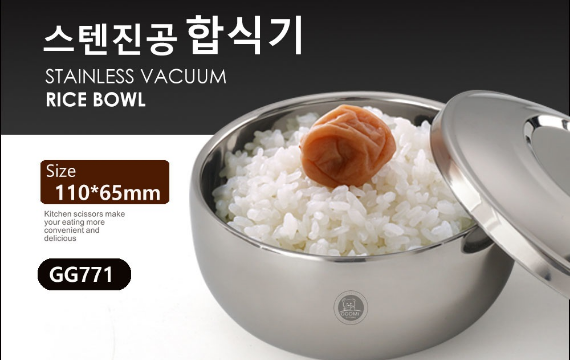 스텐진공 합식기
STAINLESS VACUUM
RICE BOWL
Size
110*65mm
Kitchen scissors make
your eating more
convenient and
delicious
GG771